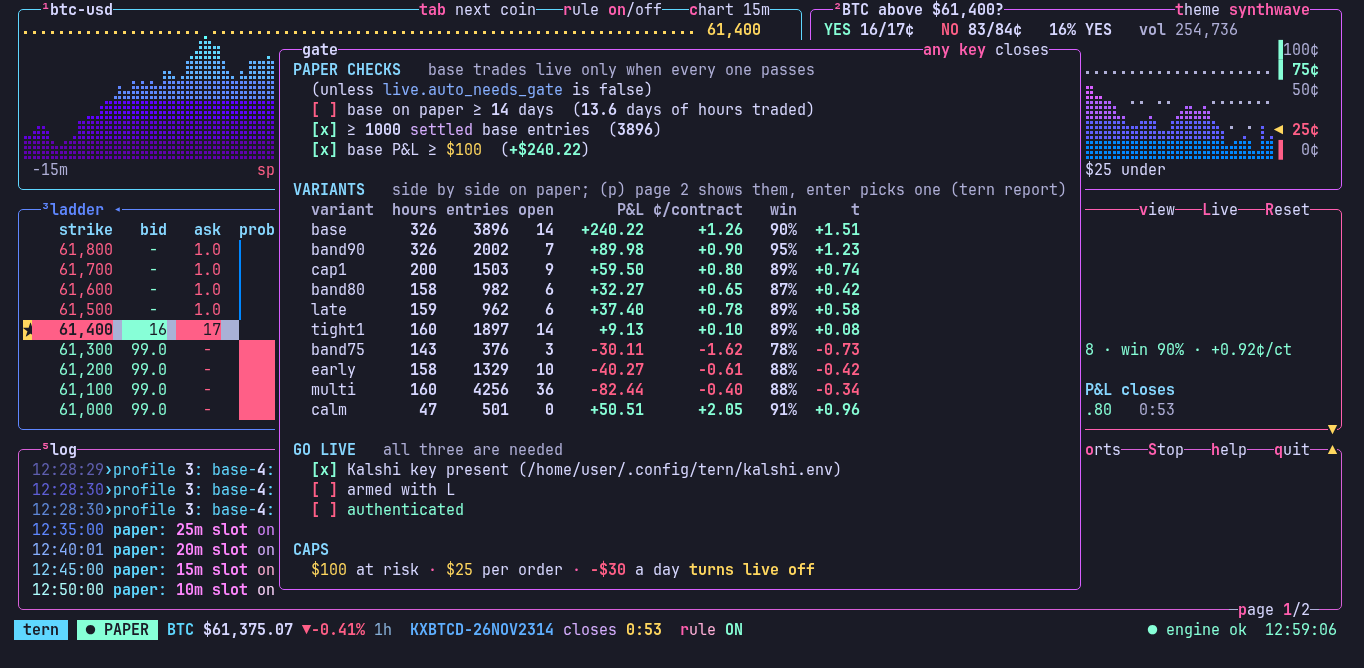 ¹btc-usd tab next coin rule on/off chart 15m ²BTC above $61,400? theme synthwave
61,400 YES 16/17¢ NO 83/84¢ 16% YES vol 254,736
gate any key closes 100¢
PAPER CHECKS base trades live only when every one passes 75¢
(unless live.auto_needs_gate is false) 50¢
[ ] base on paper ≥ 14 days (13.6 days of hours traded)
[x] ≥ 1000 settled base entries (3896) ◂ 25¢
[x] base P&L ≥ $100 (+$240.22) 0¢
-15m sp $25 under
VARIANTS side by side on paper; (p) page 2 shows them, enter picks one (tern report)
³ladder ◂ variant hours entries open P&L ¢/contract win t view Live Reset
strike bid ask prob base 326 3896 14 +240.22 +1.26 90% +1.51
61,800 - 1.0 band90 326 2002 7 +89.98 +0.90 95% +1.23
61,700 - 1.0 cap1 200 1503 9 +59.50 +0.80 89% +0.74
61,600 - 1.0 band80 158 982 6 +32.27 +0.65 87% +0.42
61,500 - 1.0 late 159 962 6 +37.40 +0.78 89% +0.58
★ 61,400 16 17 tight1 160 1897 14 +9.13 +0.10 89% +0.08
61,300 99.0 - band75 143 376 3 -30.11 -1.62 78% -0.73 8 · win 90% · +0.92¢/ct
61,200 99.0 - early 158 1329 10 -40.27 -0.61 88% -0.42
61,100 99.0 - multi 160 4256 36 -82.44 -0.40 88% -0.34 P&L closes
61,000 99.0 - calm 47 501 0 +50.51 +2.05 91% +0.96 .80 0:53
▼
⁵log GO LIVE all three are needed orts Stop help quit ▲
12:28:29›profile 3: base-4: [x] Kalshi key present (/home/user/.config/tern/kalshi.env)
12:28:30›profile 3: base-4: [ ] armed with L
12:28:30›profile 3: base-4: [ ] authenticated
12:35:00 paper: 25m slot on
12:40:01 paper: 20m slot on CAPS
12:45:00 paper: 15m slot on $100 at risk · $25 per order · -$30 a day turns live off
12:50:00 paper: 10m slot on
page 1/2
tern ● PAPER BTC $61,375.07 ▼-0.41% 1h KXBTCD-26NOV2314 closes 0:53 rule ON ● engine ok 12:59:06